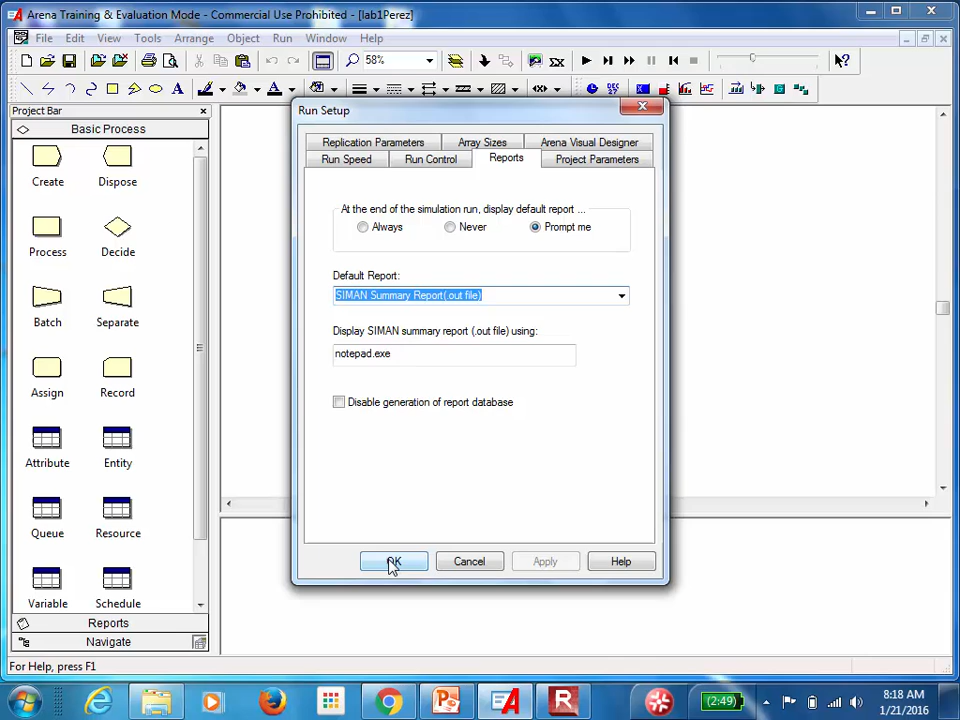 Arena Training & Evaluation Mode - Commercial Use Prohibited - [lab1Perez]
File Edit View Tools Arrange Object Run Window Help
58%
Project Bar
Basic Process
Create Dispose
Process Decide
Batch Separate
Assign Record
Attribute Entity
Queue Resource
Variable Schedule
Reports
Navigate
Run Setup
Replication Parameters Array Sizes Arena Visual Designer
Run Speed Run Control Reports Project Parameters
At the end of the simulation run, display default report ...
Always Never Prompt me
Default Report:
SIMAN Summary Report(.out file)
Display SIMAN summary report (.out file) using:
notepad.exe
Disable generation of report database
OK Cancel Apply Help
For Help, press F1
(2:49)
8:18 AM
1/21/2016